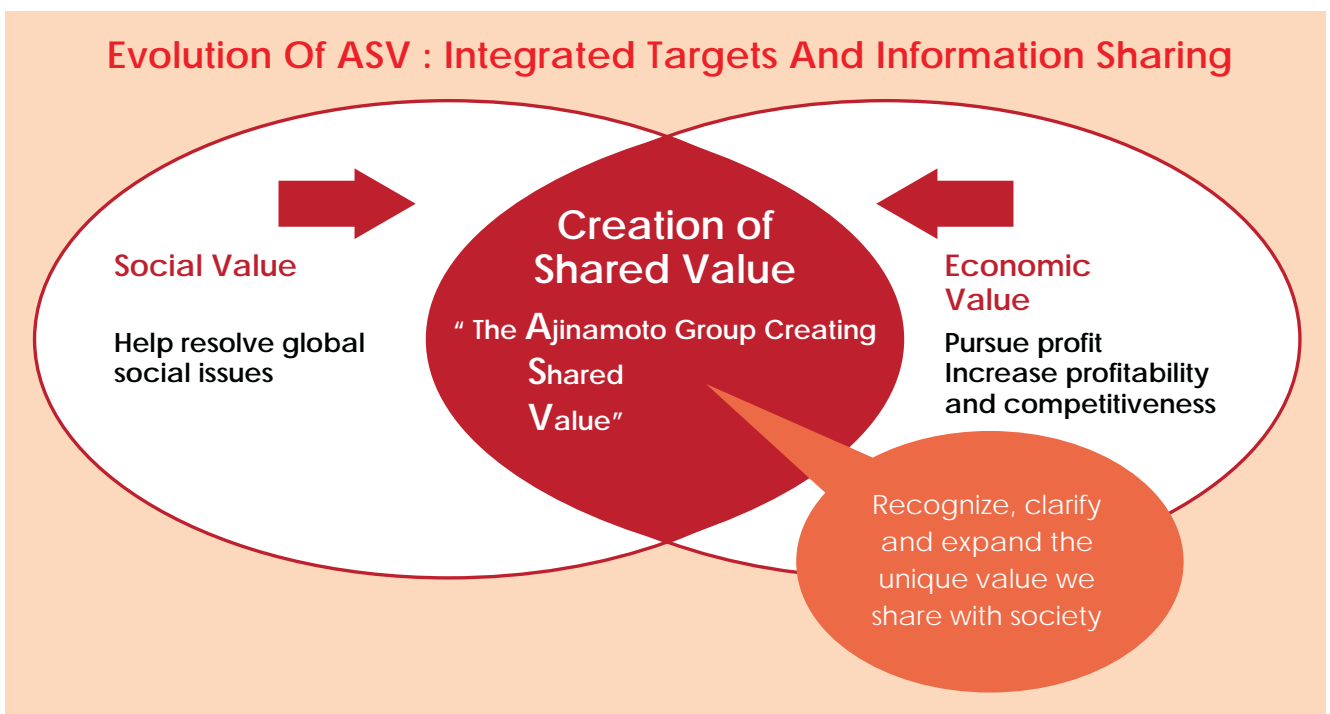 Evolution Of ASV : Integrated Targets And Information Sharing
Social Value
Help resolve global
social issues
Creation of
Shared Value
“ The Ajinamoto Group Creating
Shared
Value”
Economic
Value
Pursue profit
Increase profitability
and competitiveness
Recognize, clarify
and expand the
unique value we
share with society